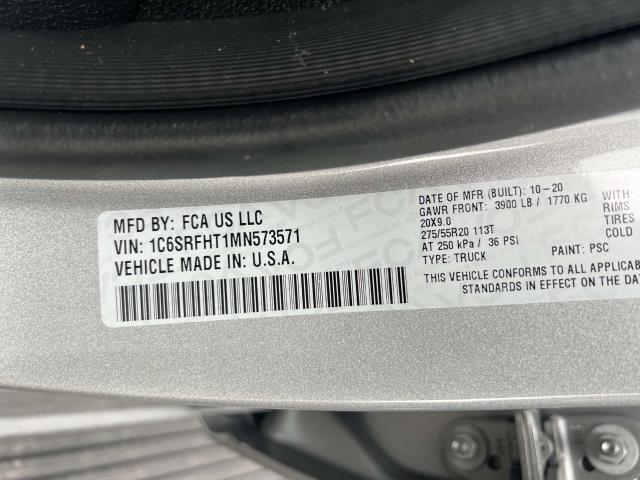 MFD BY: FCA US LLC
VIN: 1C6SRFHT1MN573571
VEHICLE MADE IN: U.S.A.
DATE OF MFR (BUILT): 10-20
GAWR FRONT: 3900 LB / 1770 KG WITH
20X9.0 RIMS
275/55R20 113T TIRES
AT 250 kPa / 36 PSI COLD
TYPE: TRUCK PAINT: PSC
THIS VEHICLE CONFORMS TO ALL APPLICAB
STANDARDS IN EFFECT ON THE DA